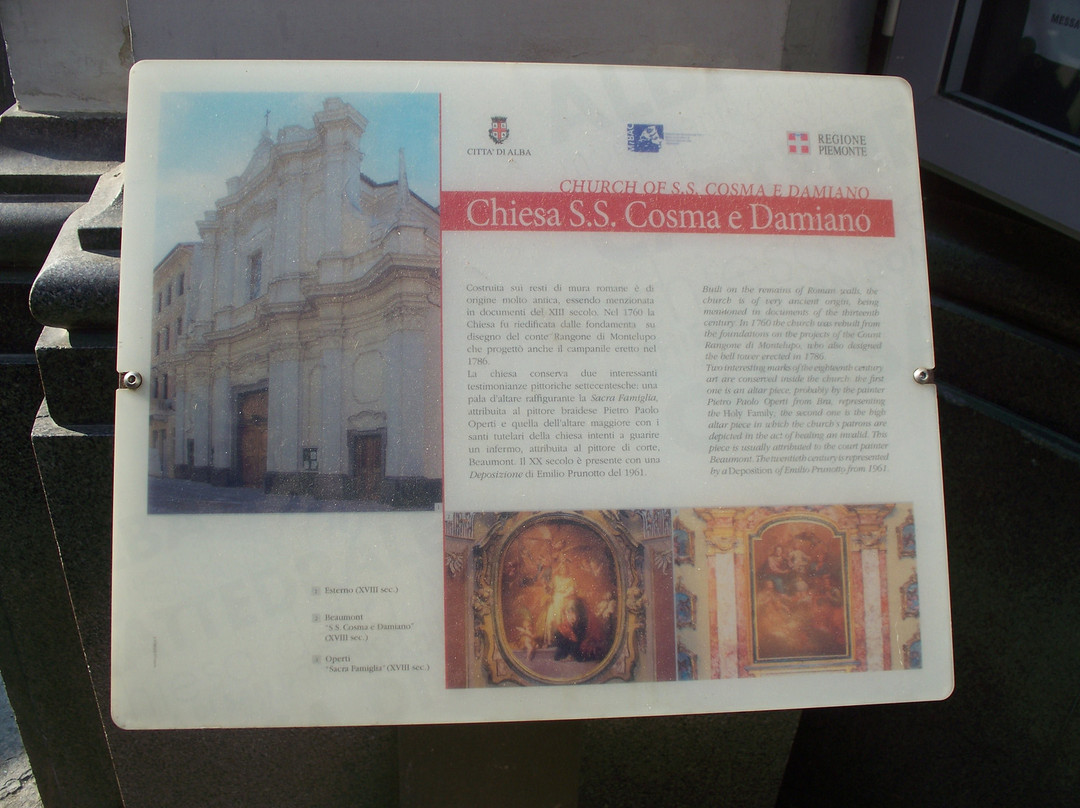 MESSA
CITTA' DI ALBA
MiBAC
REGIONE
PIEMONTE
CHURCH OF S.S. COSMA E DAMIANO
Chiesa S.S. Cosma e Damiano
Costruita sui resti di mura romane è di
origine molto antica, essendo menzionata
in documenti del XIII secolo. Nel 1760 la
Chiesa fu riedificata dalle fondamenta su
disegno del conte Rangone di Montelupo
che progettò anche il campanile eretto nel
1786.
La chiesa conserva due interessanti
testimonianze pittoriche settecentesche: una
pala d'altare raffigurante la Sacra Famiglia,
attribuita al pittore braidese Pietro Paolo
Operti e quella dell'altare maggiore con i
santi tutelari della chiesa intenti a guarire
un infermo, attribuita al pittore di corte,
Beaumont. Il XX secolo è presente con una
Deposizione di Emilio Prunotto del 1961.
Built on the remains of Roman walls, the
church is of very ancient origin, being
mentioned in documents of the thirteenth
century. In 1760 the church was rebuilt from
the foundations on the projects of the Count
Rangone di Montelupo, who also designed
the bell tower erected in 1786.
Two interesting marks of the eighteenth century
art are conserved inside the church: the first
one is an altar piece, probably by the painter
Pietro Paolo Operti from Bra, representing
the Holy Family, the second one is the high
altar piece in which the church's patrons are
depicted in the act of healing an invalid. This
piece is usually attributed to the court painter
Beaumont. The twentieth century is represented
by a Deposition of Emilio Prunotto from 1961.
1 Esterno (XVIII sec.)
2 Beaumont
"S.S. Cosma e Damiano"
(XVIII sec.)
3 Operti
"Sacra Famiglia" (XVIII sec.)